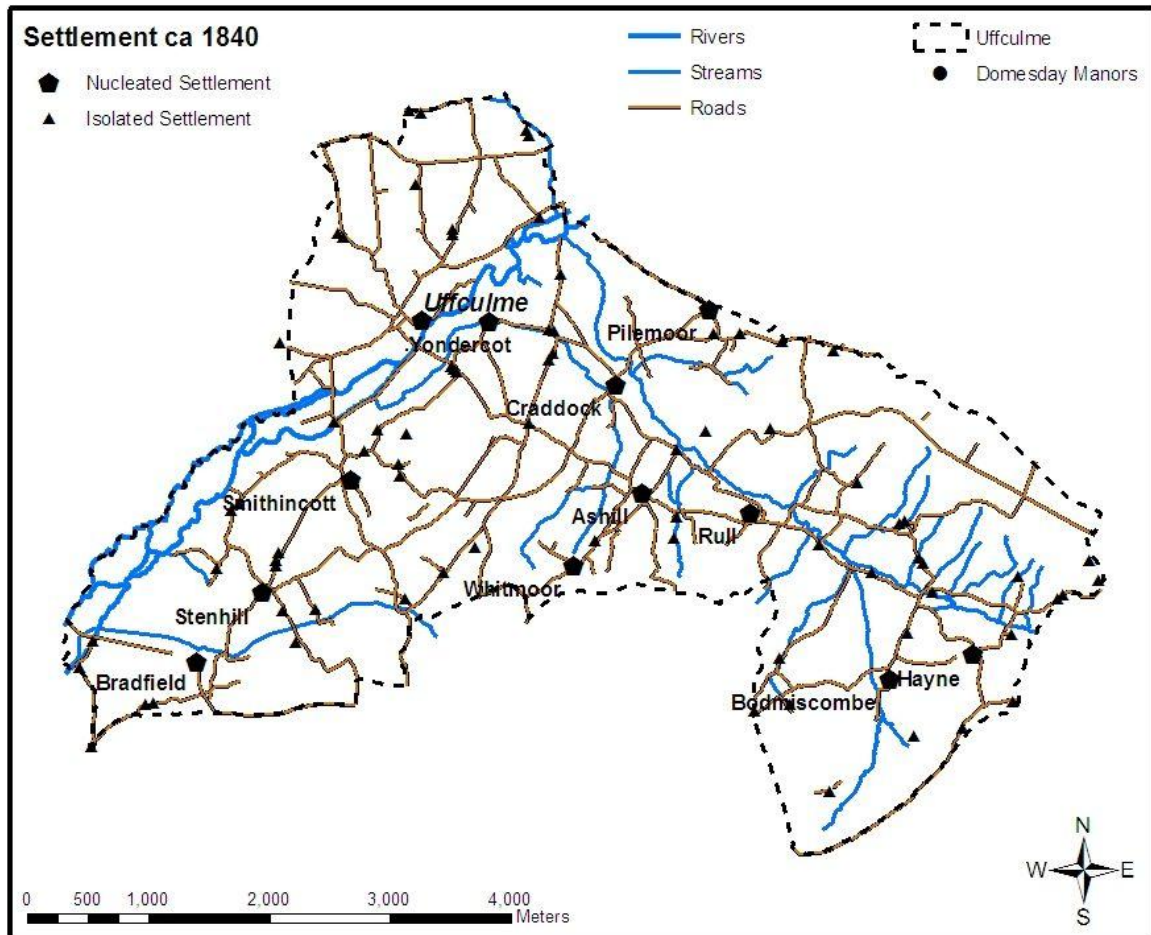 Settlement ca 1840
Nucleated Settlement
Isolated Settlement
Rivers
Streams
Roads
Uffculme
Domesday Manors
Uffculme
Yondercot
Pilemoor
Craddock
Smithincott
Ashill
Rull
Whitmoor
Stenhill
Bradfield
Hayne
Bodmiscombe
N
W E
S
0 500 1,000 2,000 3,000 4,000
Meters